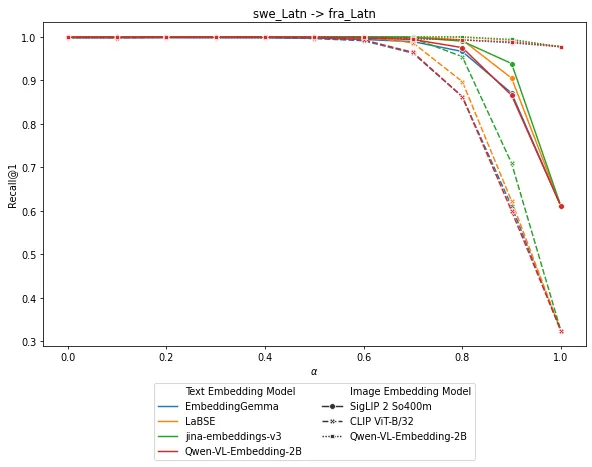 swe_Latn -> fra_Latn
Recall@1
1.0
0.9
0.8
0.7
0.6
0.5
0.4
0.3
0.0 0.2 0.4 0.6 0.8 1.0
α
Text Embedding Model
EmbeddingGemma
LaBSE
jina-embeddings-v3
Qwen-VL-Embedding-2B
Image Embedding Model
SigLIP 2 So400m
CLIP ViT-B/32
Qwen-VL-Embedding-2B